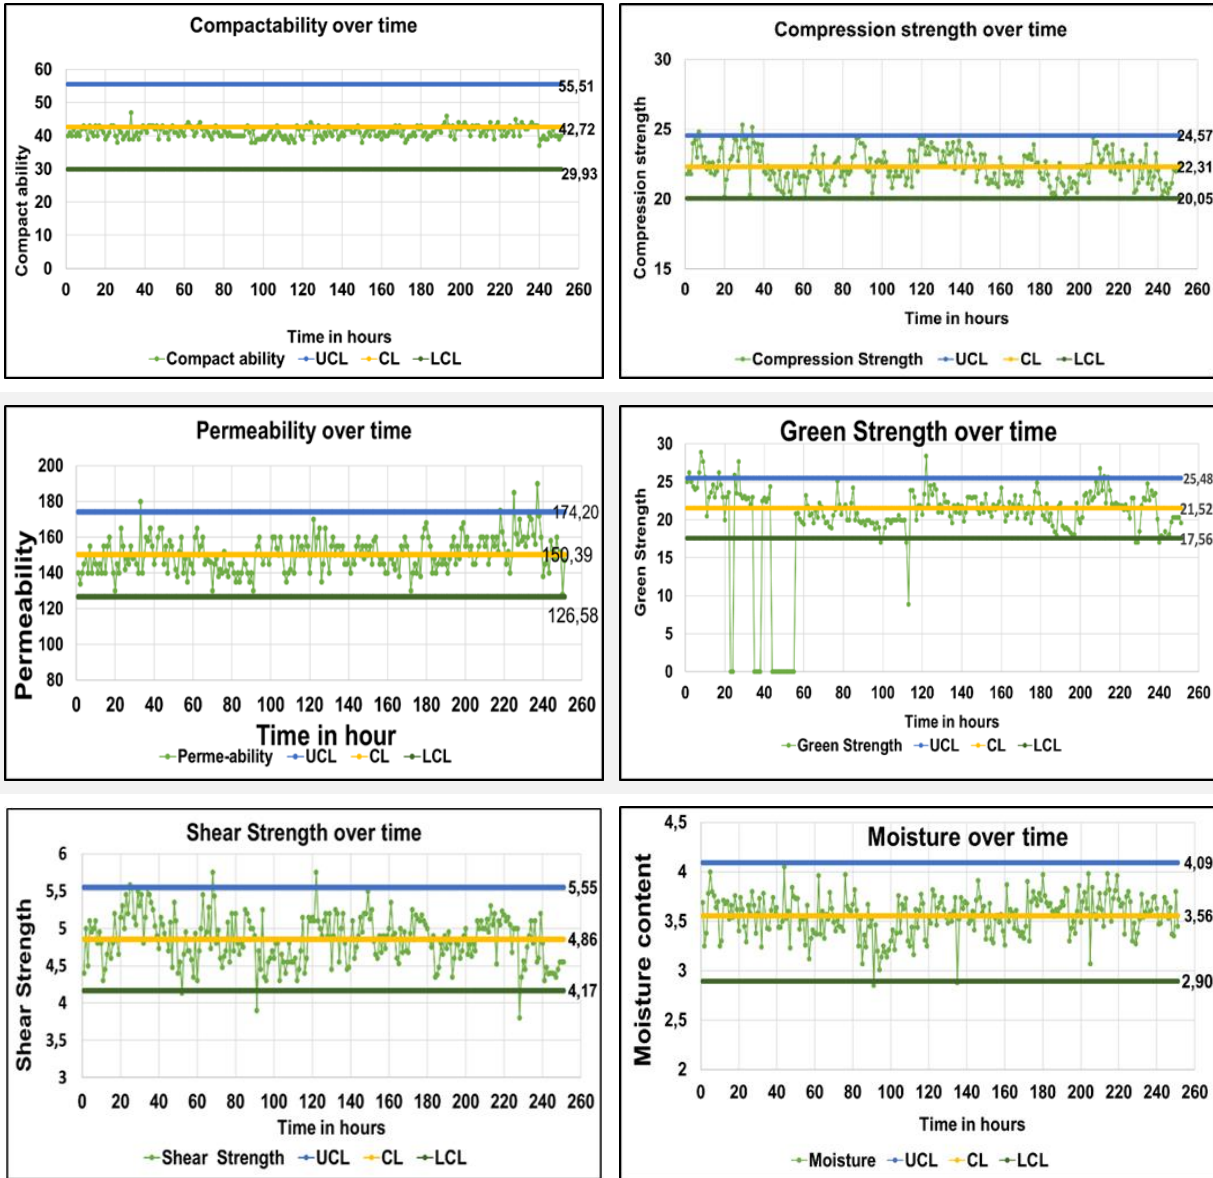 Compactability over time
60
50
40
30
20
10
0
55,51
42,72
29,93
Compact ability
0 20 40 60 80 100 120 140 160 180 200 220 240 260
Time in hours
Compact ability UCL CL LCL
Compression strength over time
30
25
20
15
24,57
22,31
20,05
Compression strength
0 20 40 60 80 100 120 140 160 180 200 220 240 260
Time in hours
Compression Strength UCL CL LCL
Permeability over time
200
180
160
140
120
100
80
174,20
150,39
126,58
Permeability
0 20 40 60 80 100 120 140 160 180 200 220 240 260
Time in hour
Perme-ability UCL CL LCL
Green Strength over time
30
25
20
15
10
5
0
25,48
21,52
17,56
Green Strength
0 20 40 60 80 100 120 140 160 180 200 220 240 260
Time in hours
Green Strength UCL CL LCL
Shear Strength over time
6
5,5
5
4,5
4
3,5
3
5,55
4,86
4,17
Shear Strength
0 20 40 60 80 100 120 140 160 180 200 220 240 260
Time in hours
Shear Strength UCL CL LCL
Moisture over time
4,5
4
3,5
3
2,5
2
4,09
3,56
2,90
Moisture content
0 20 40 60 80 100 120 140 160 180 200 220 240 260
Time in hours
Moisture UCL CL LCL